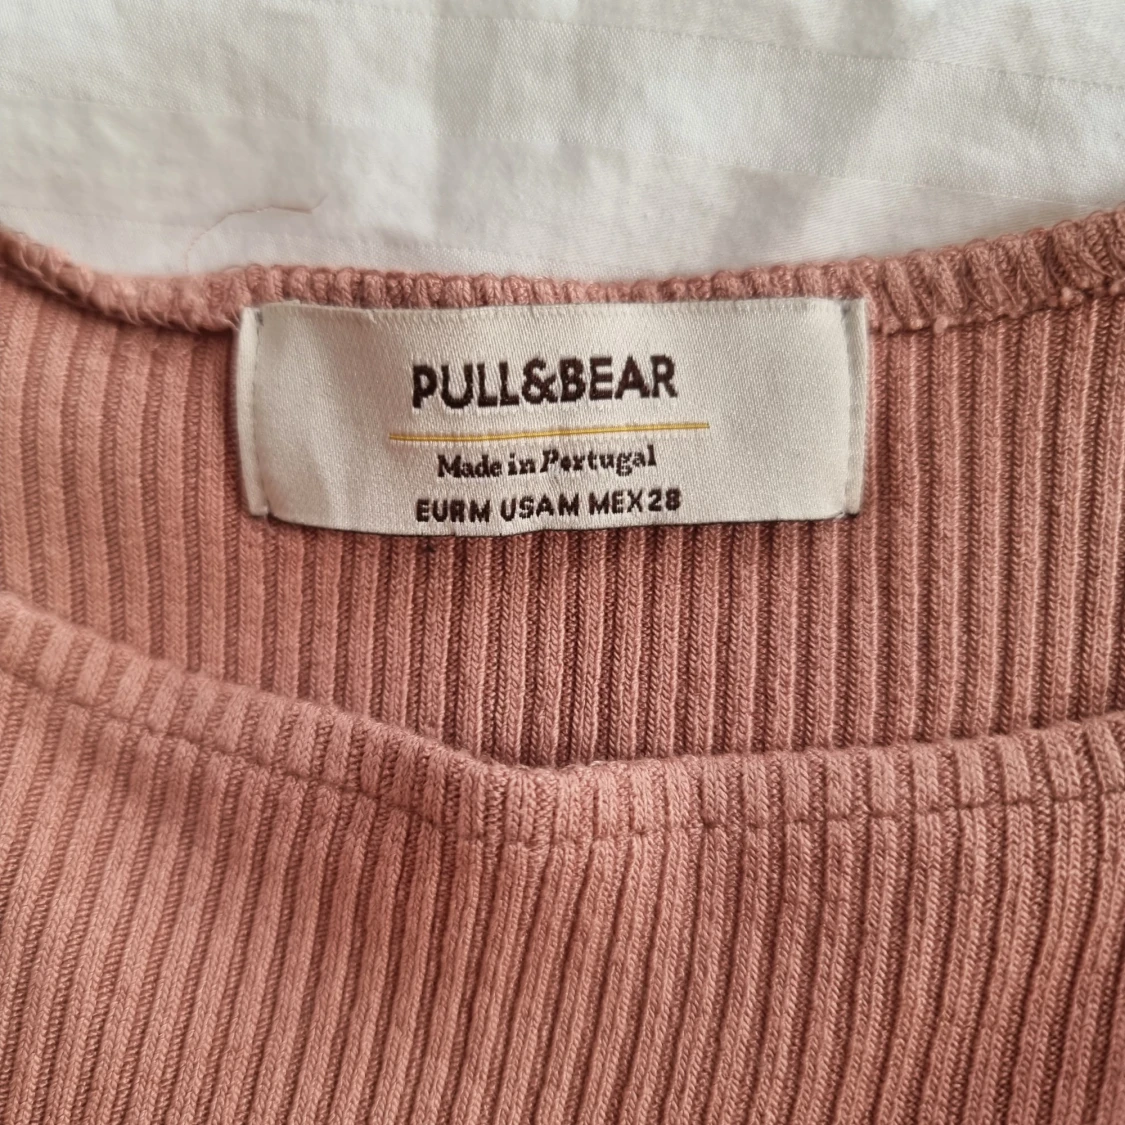 PULL&BEAR
Made in Portugal
EUR M USA M MEX 28